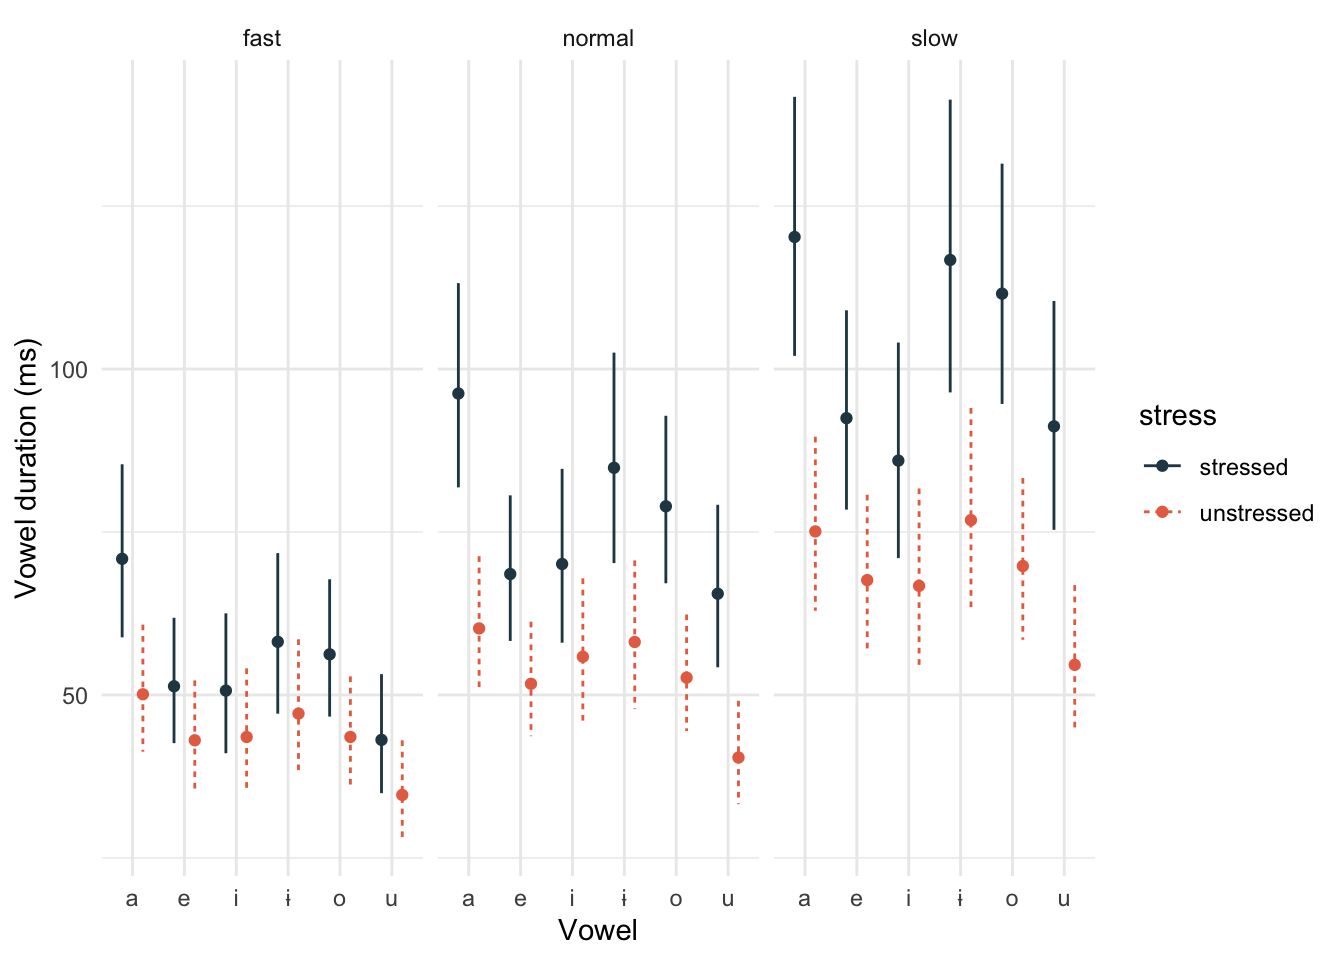 fast normal slow
Vowel duration (ms)
100
50
a e i ɨ o u a e i ɨ o u a e i ɨ o u
Vowel
stress
stressed
unstressed